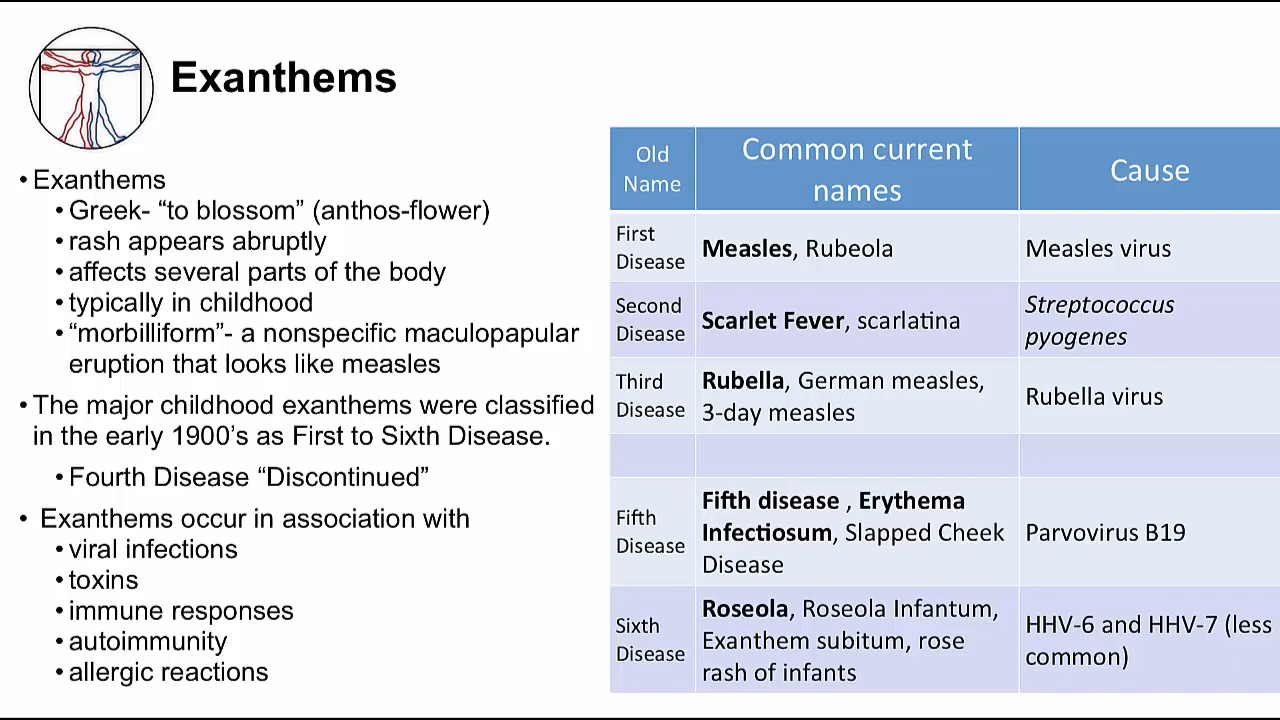 Exanthems
• Exanthems
• Greek- “to blossom” (anthos-flower)
• rash appears abruptly
• affects several parts of the body
• typically in childhood
• “morbilliform”- a nonspecific maculopapular
eruption that looks like measles
• The major childhood exanthems were classified
in the early 1900’s as First to Sixth Disease.
• Fourth Disease “Discontinued”
• Exanthems occur in association with
• viral infections
• toxins
• immune responses
• autoimmunity
• allergic reactions
Old
Name
Common current
names
Cause
First
Disease
Measles, Rubeola
Measles virus
Second
Disease
Scarlet Fever, scarlatina
Streptococcus
pyogenes
Third
Disease
Rubella, German measles,
3-day measles
Rubella virus
Fifth
Disease
Fifth disease , Erythema
Infectiosum, Slapped Cheek
Disease
Parvovirus B19
Sixth
Disease
Roseola, Roseola Infantum,
Exanthem subitum, rose
rash of infants
HHV-6 and HHV-7 (less
common)